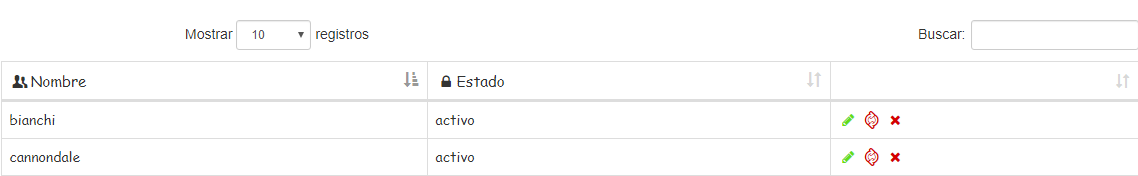 Mostrar 10 registros Buscar:
Nombre Estado
bianchi activo
cannondale activo